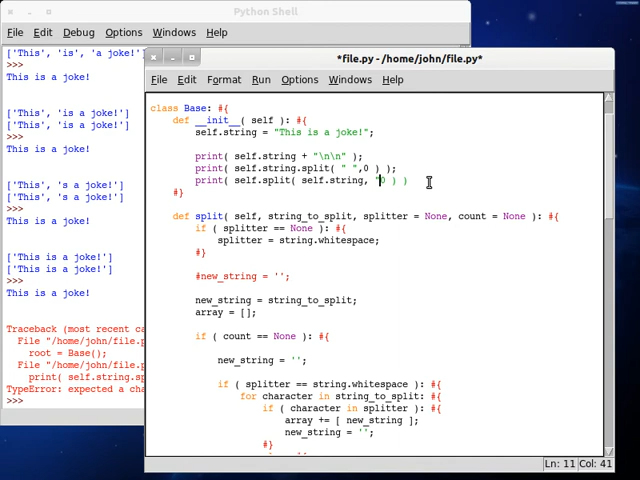 Python Shell
File Edit Debug Options Windows Help
['This', 'is', 'a joke!']
>>>
This is a joke!
['This', 'is a joke!']
['This', 'is a joke!']
>>>
This is a joke!
['This', 's a joke!']
['This', 's a joke!']
>>>
This is a joke!
['This is a joke!']
['This is a joke!']
>>>
This is a joke!
Traceback (most recent ca
File "/home/john/file.p
root = Base();
File "/home/john/file.p
print( self.string.sp
TypeError: expected a cha
>>>
*file.py - /home/john/file.py*
File Edit Format Run Options Windows Help
class Base: #{
def __init__( self ): #{
self.string = "This is a joke!";
print( self.string + "\n\n" );
print( self.string.split( " ",0 ) );
print( self.split( self.string, "0 ) )
#}
def split( self, string_to_split, splitter = None, count = None ): #{
if ( splitter == None ): #{
splitter = string.whitespace;
#}
#new_string = '';
new_string = string_to_split;
array = [];
if ( count == None ): #{
new_string = '';
if ( splitter == string.whitespace ): #{
for character in string_to_split: #{
if ( character in splitter ): #{
array += [ new_string ];
new_string = '';
#}
Ln: 11 Col: 41